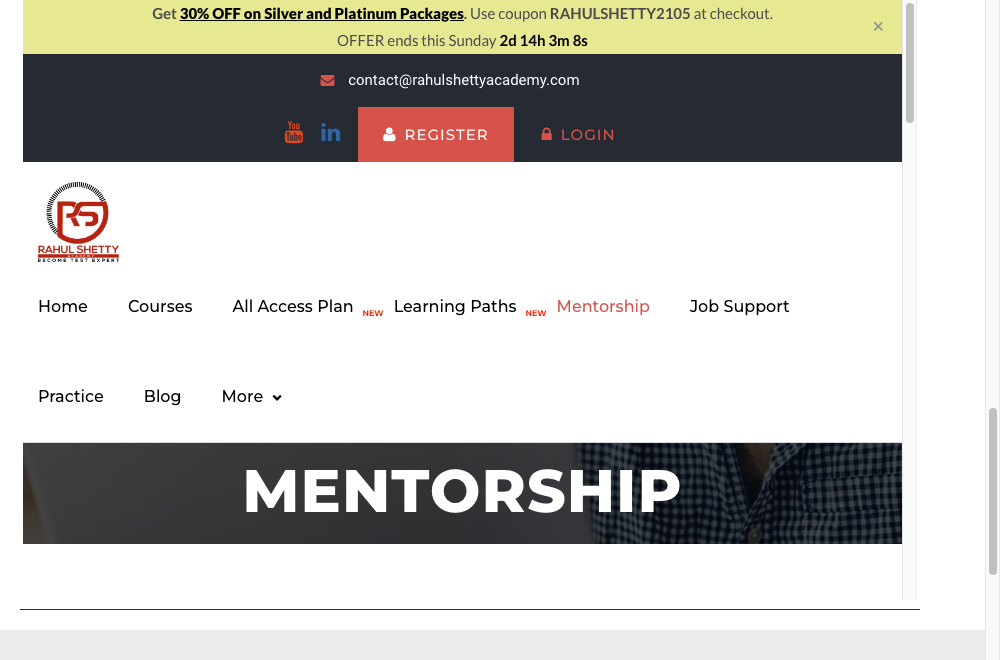 Get 30% OFF on Silver and Platinum Packages. Use coupon RAHULSHETTY2105 at checkout.
OFFER ends this Sunday 2d 14h 3m 8s
×
contact@rahulshettyacademy.com
You Tube
in
REGISTER
LOGIN
RS
RAHUL SHETTY
ACADEMY
BECOME TEST EXPERT
Home Courses All Access Plan NEW Learning Paths NEW Mentorship Job Support
Practice Blog More
MENTORSHIP